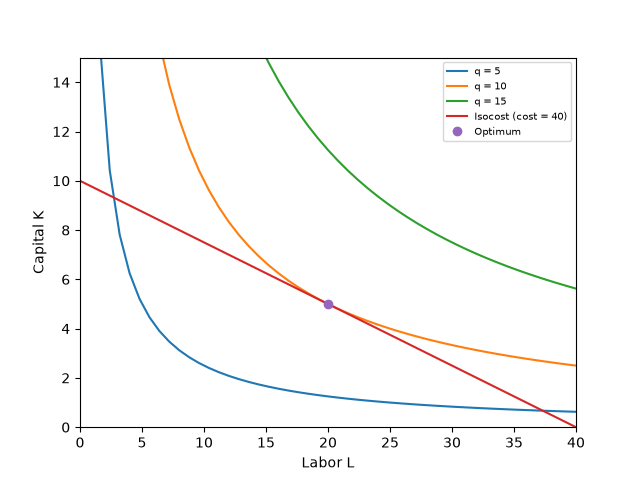 q = 5
q = 10
q = 15
Isocost (cost = 40)
Optimum
14
12
10
8
6
4
2
0
Capital K
0 5 10 15 20 25 30 35 40
Labor L